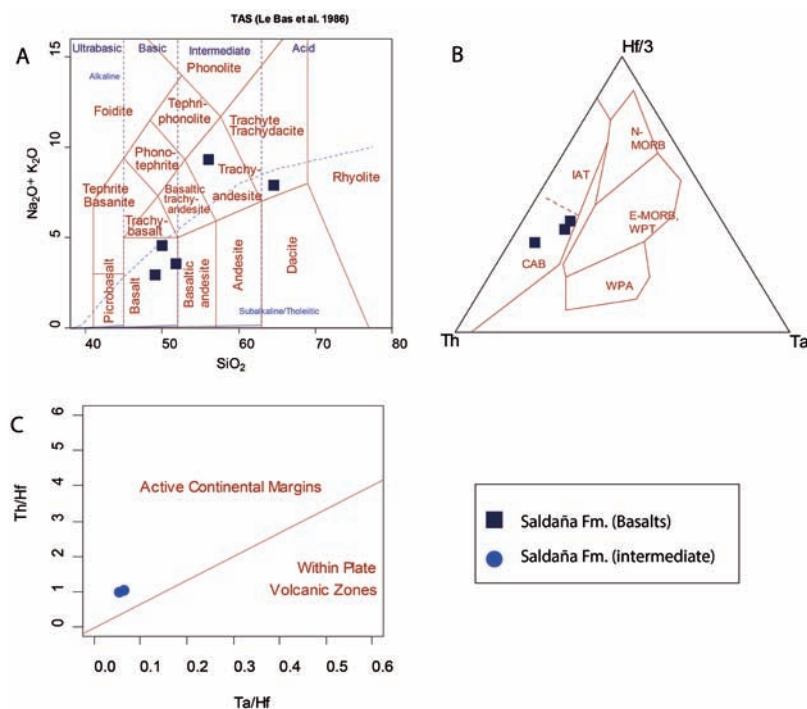 TAS (Le Bas et al. 1986)
A
Ultrabasic
Basic
Intermediate
Acid
Alkaline
Phonolite
Foidite
Tephri-
phonolite
Trachyte
Trachydacite
Phono-
tephrite
Tephrite
Basanite
Basaltic
trachy-
andesite
Trachy-
andesite
Rhyolite
Trachy-
basalt
Picrobasalt
Basalt
Basaltic
andesite
Andesite
Dacite
Subalkaline/Tholeiitic
Na2O+ K2O
0
5
10
15
40
50
60
70
80
SiO2
B
Hf/3
N-
MORB
IAT
E-MORB,
WPT
CAB
WPA
Th
Ta
C
Th/Hf
0
1
2
3
4
5
6
Active Continental Margins
Within Plate
Volcanic Zones
0.0
0.1
0.2
0.3
0.4
0.5
0.6
Ta/Hf
Saldaña Fm. (Basalts)
Saldaña Fm. (intermediate)